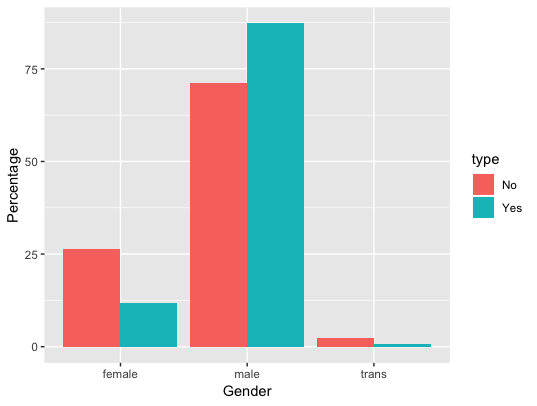 Percentage
75
50
25
0
female male trans
Gender
type
No
Yes